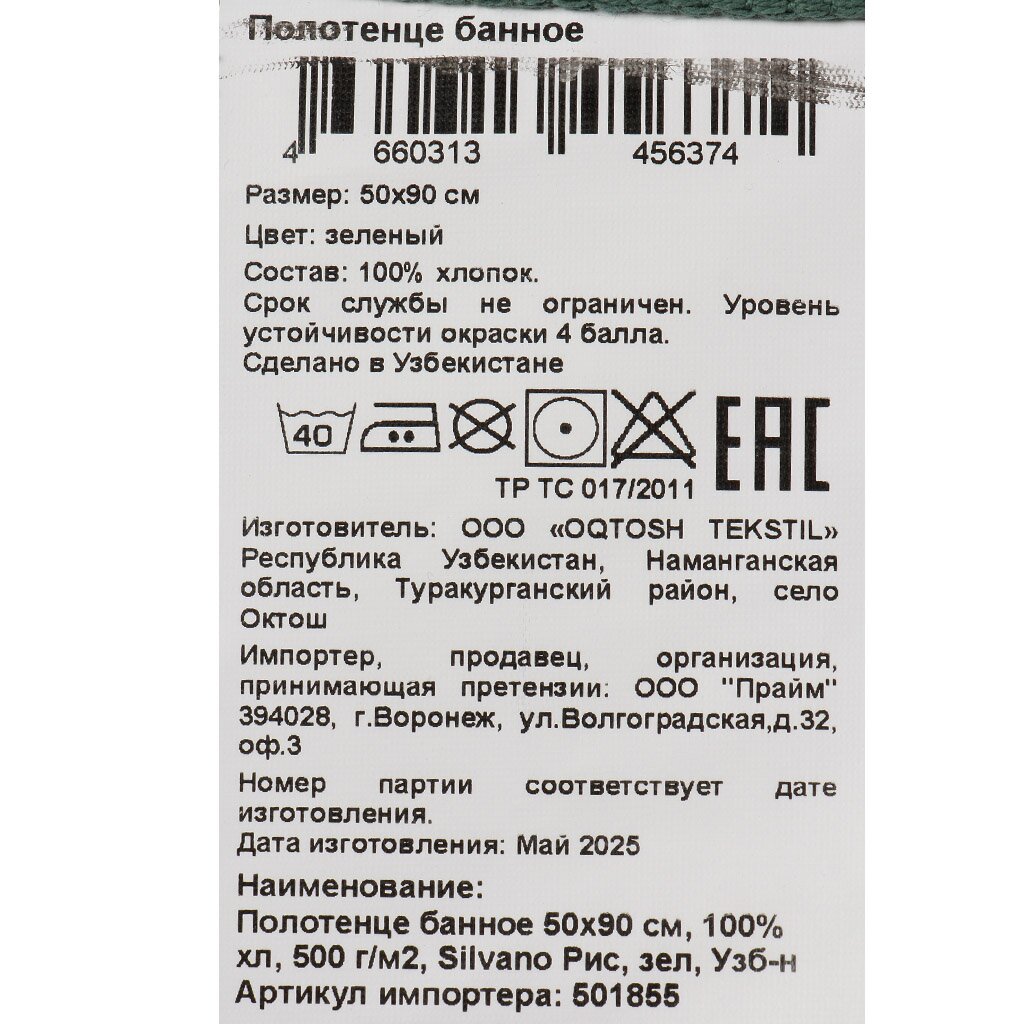 Полотенце банное
4 660313 456374
Размер: 50х90 см
Цвет: зеленый
Состав: 100% хлопок.
Срок службы не ограничен. Уровень
устойчивости окраски 4 балла.
Сделано в Узбекистане
40
EAC
ТР ТС 017/2011
Изготовитель: ООО «OQTOSH TEKSTIL»
Республика Узбекистан, Наманганская
область, Туракурганский район, село
Октош
Импортер, продавец, организация,
принимающая претензии: ООО "Прайм"
394028, г.Воронеж, ул.Волгоградская,д.32,
оф.3
Номер партии соответствует дате
изготовления.
Дата изготовления: Май 2025
Наименование:
Полотенце банное 50х90 см, 100%
хл, 500 г/м2, Silvano Рис, зел, Узб-н
Артикул импортера: 501855